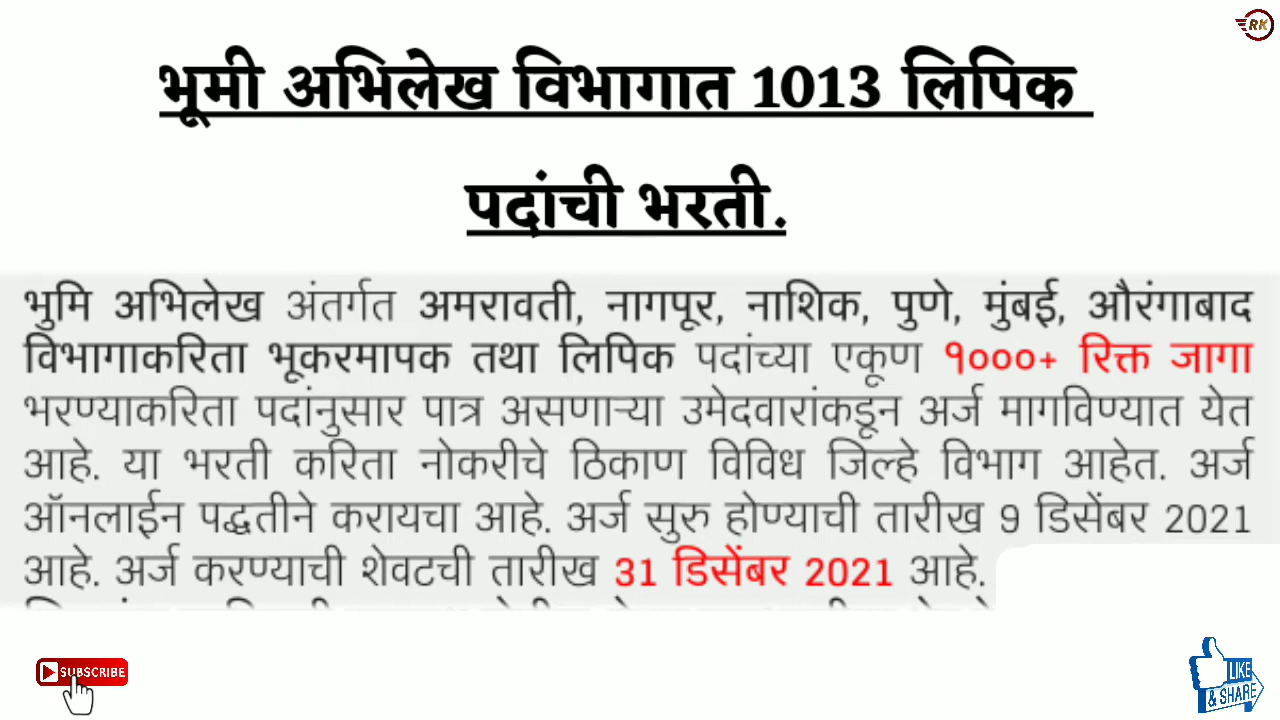 RK
भूमी अभिलेख विभागात 1013 लिपिक
पदांची भरती.
भुमि अभिलेख अंतर्गत अमरावती, नागपूर, नाशिक, पुणे, मुंबई, औरंगाबाद
विभागाकरिता भूकरमापक तथा लिपिक पदांच्या एकूण १०००+ रिक्त जागा
भरण्याकरिता पदांनुसार पात्र असणाऱ्या उमेदवारांकडून अर्ज मागविण्यात येत
आहे. या भरती करिता नोकरीचे ठिकाण विविध जिल्हे विभाग आहेत. अर्ज
ऑनलाईन पद्धतीने करायचा आहे. अर्ज सुरु होण्याची तारीख 9 डिसेंबर 2021
आहे. अर्ज करण्याची शेवटची तारीख 31 डिसेंबर 2021 आहे.
SUBSCRIBE
LIKE
& SHARE